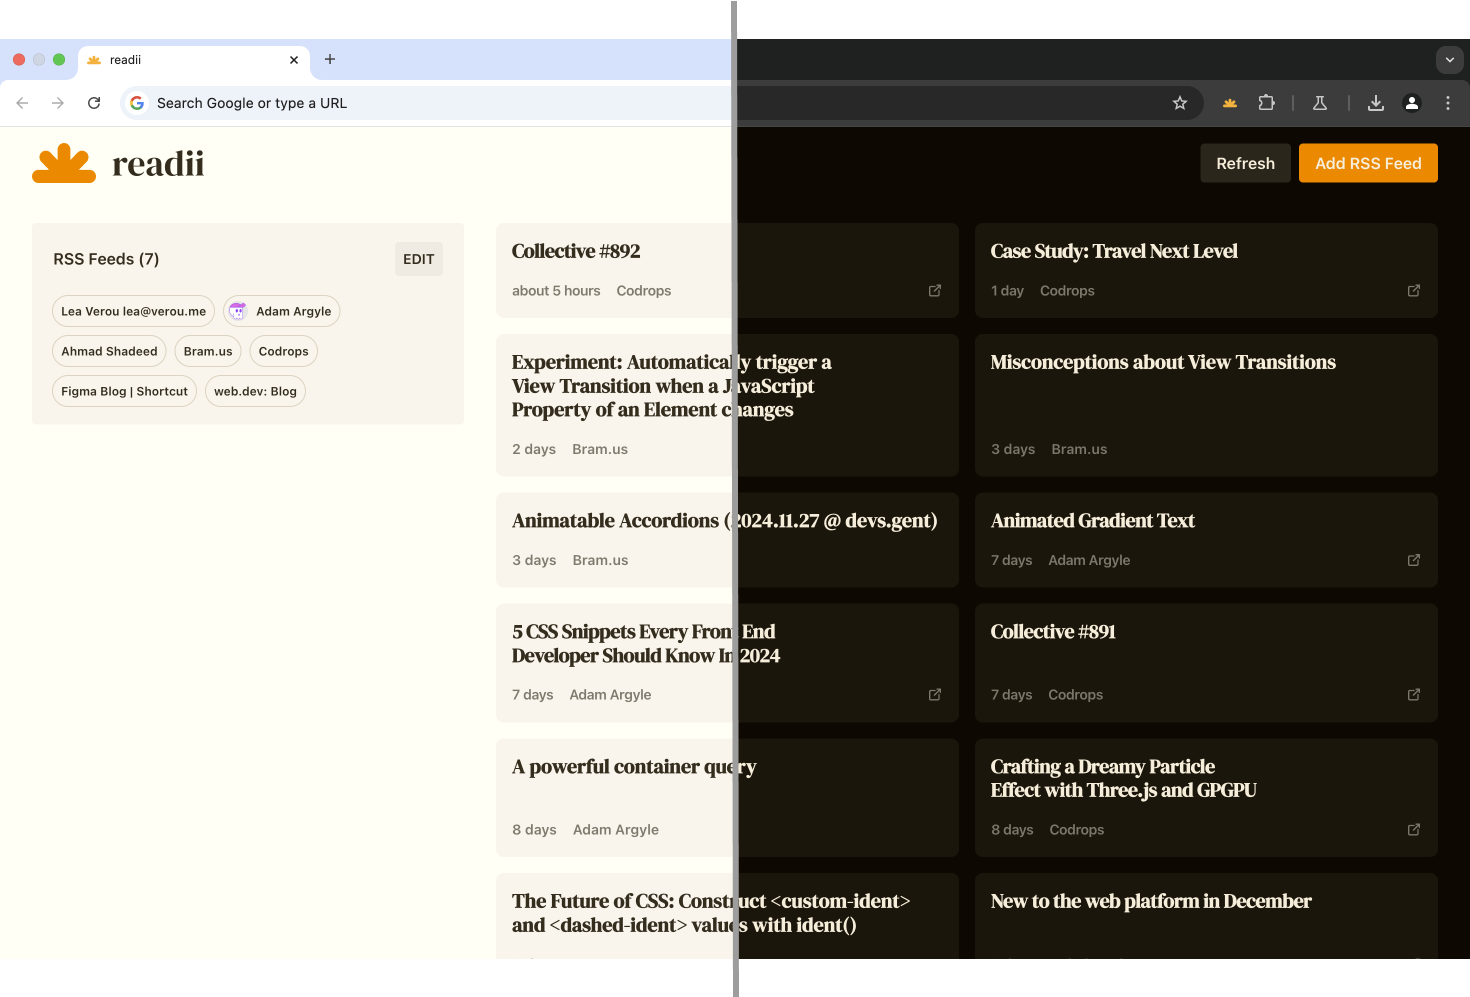 readii
Search Google or type a URL
readii
Refresh
Add RSS Feed
RSS Feeds (7)
EDIT
Lea Verou lea@verou.me
Adam Argyle
Ahmad Shadeed
Bram.us
Codrops
Figma Blog | Shortcut
web.dev: Blog
Collective #892
about 5 hours Codrops
Case Study: Travel Next Level
1 day Codrops
Experiment: Automatically trigger a
View Transition when a JavaScript
Property of an Element changes
2 days Bram.us
Misconceptions about View Transitions
3 days Bram.us
Animatable Accordions (2024.11.27 @ devs.gent)
3 days Bram.us
Animated Gradient Text
7 days Adam Argyle
5 CSS Snippets Every Front End
Developer Should Know In 2024
7 days Adam Argyle
Collective #891
7 days Codrops
A powerful container query
8 days Adam Argyle
Crafting a Dreamy Particle
Effect with Three.js and GPGPU
8 days Codrops
The Future of CSS: Construct <custom-ident>
and <dashed-ident> values with ident()
New to the web platform in December